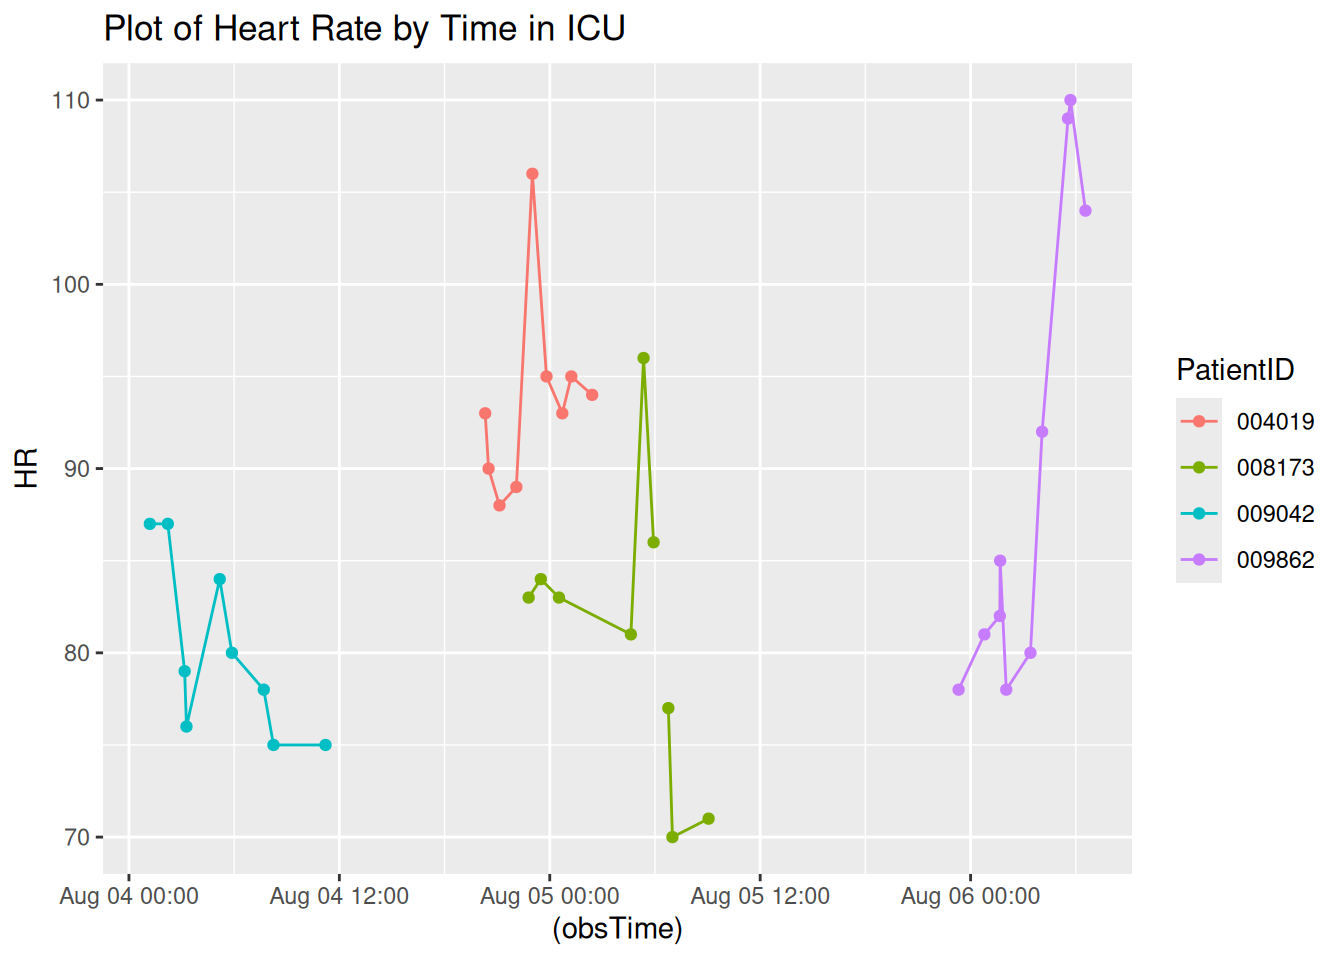 Plot of Heart Rate by Time in ICU
HR
110
100
90
80
70
Aug 04 00:00
Aug 04 12:00
Aug 05 00:00
Aug 05 12:00
Aug 06 00:00
(obsTime)
PatientID
004019
008173
009042
009862